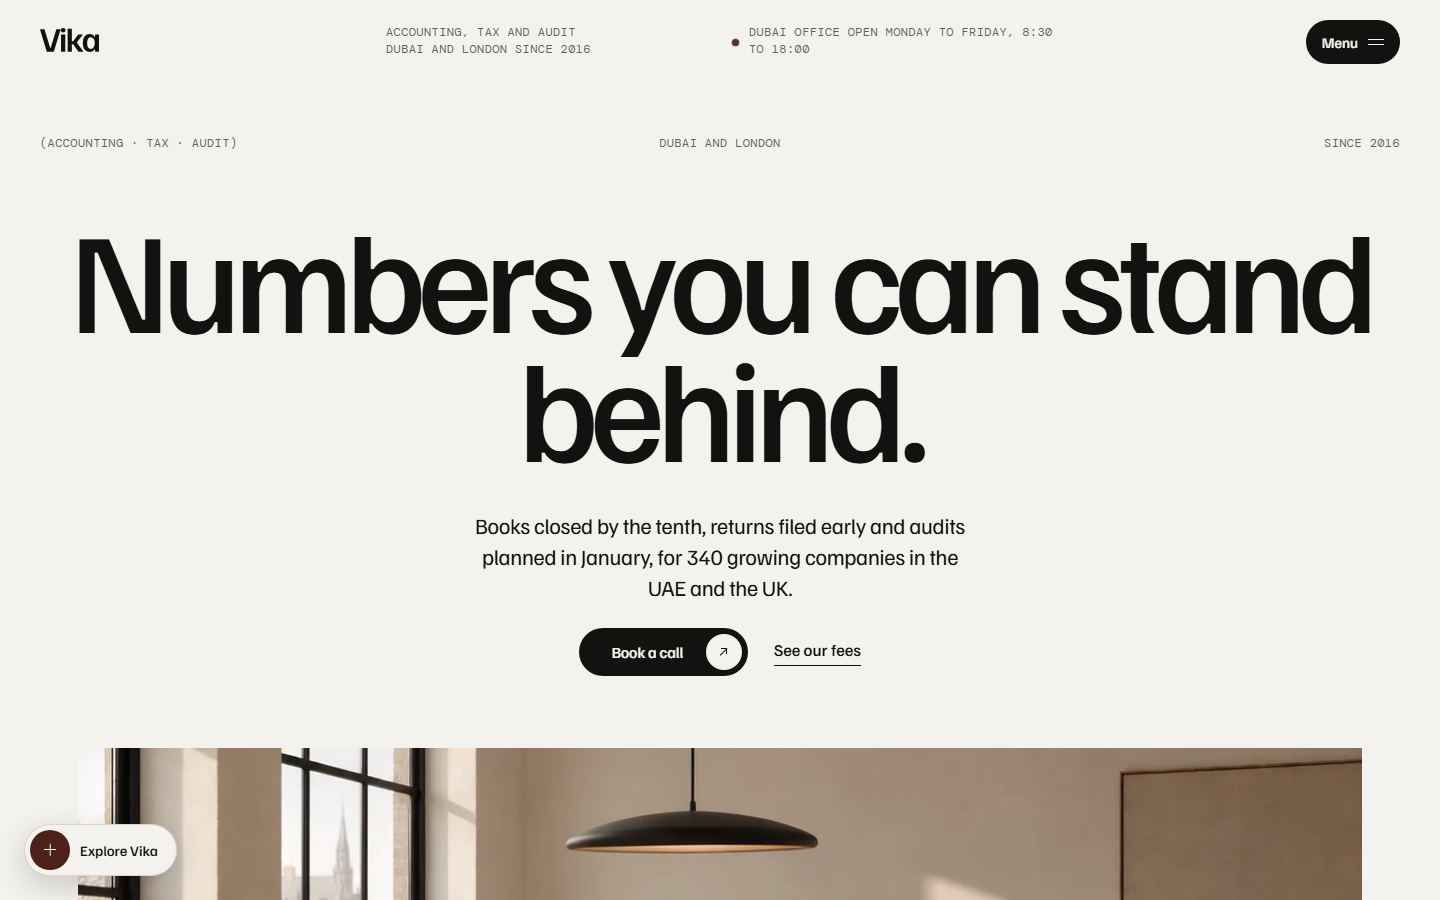 Vika
ACCOUNTING, TAX AND AUDIT
DUBAI AND LONDON SINCE 2016
DUBAI OFFICE OPEN MONDAY TO FRIDAY, 8:30
TO 18:00
Menu
(ACCOUNTING · TAX · AUDIT)
DUBAI AND LONDON
SINCE 2016
Numbers you can stand
behind.
Books closed by the tenth, returns filed early and audits
planned in January, for 340 growing companies in the
UAE and the UK.
Book a call
See our fees
Explore Vika